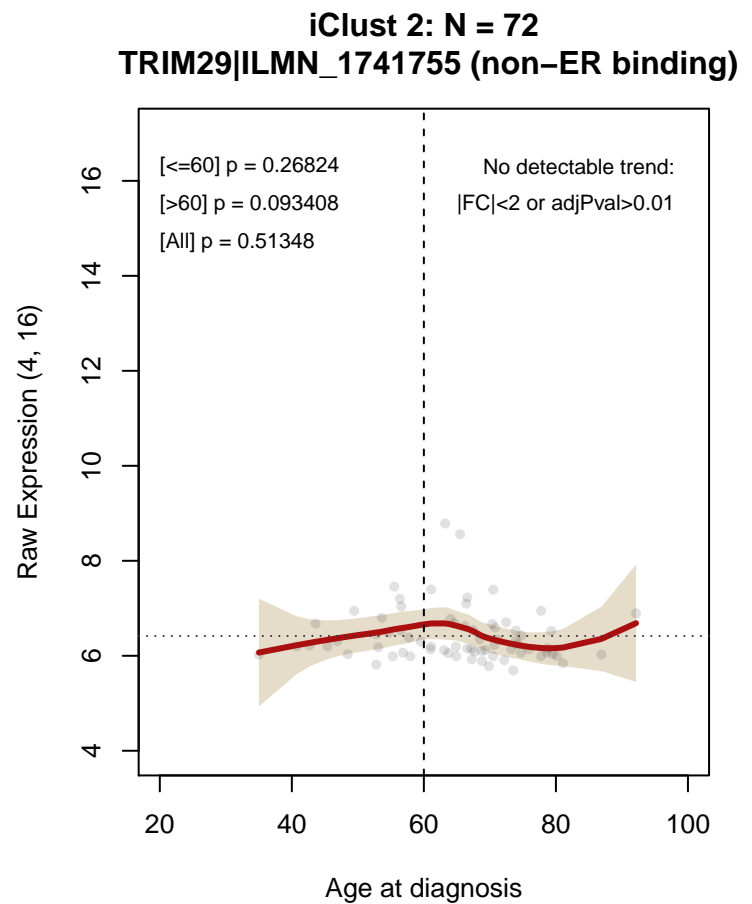 iClust 2: N = 72
TRIM29|ILMN_1741755 (non−ER binding)
[<=60] p = 0.26824
[>60] p = 0.093408
[All] p = 0.51348
No detectable trend:
|FC|<2 or adjPval>0.01
Raw Expression (4, 16)
16
14
12
10
8
6
4
20 40 60 80 100
Age at diagnosis